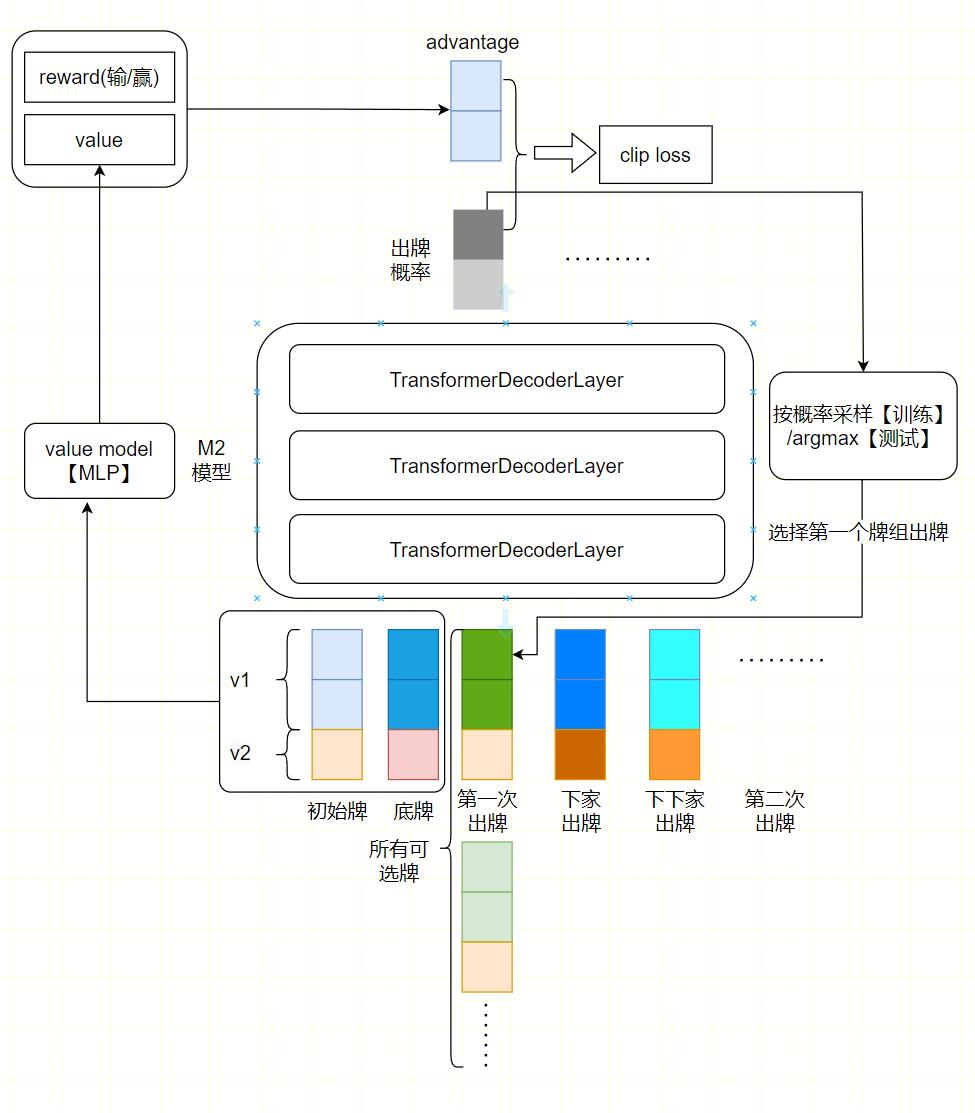 advantage
reward(输/赢)
value
clip loss
出牌
概率
TransformerDecoderLayer
按概率采样【训练】
/argmax【测试】
value model
【MLP】
M2
模型
TransformerDecoderLayer
选择第一个牌组出牌
TransformerDecoderLayer
v1
v2
初始牌
底牌
第一次
出牌
下家
出牌
下下家
出牌
第二次
出牌
所有可
选牌